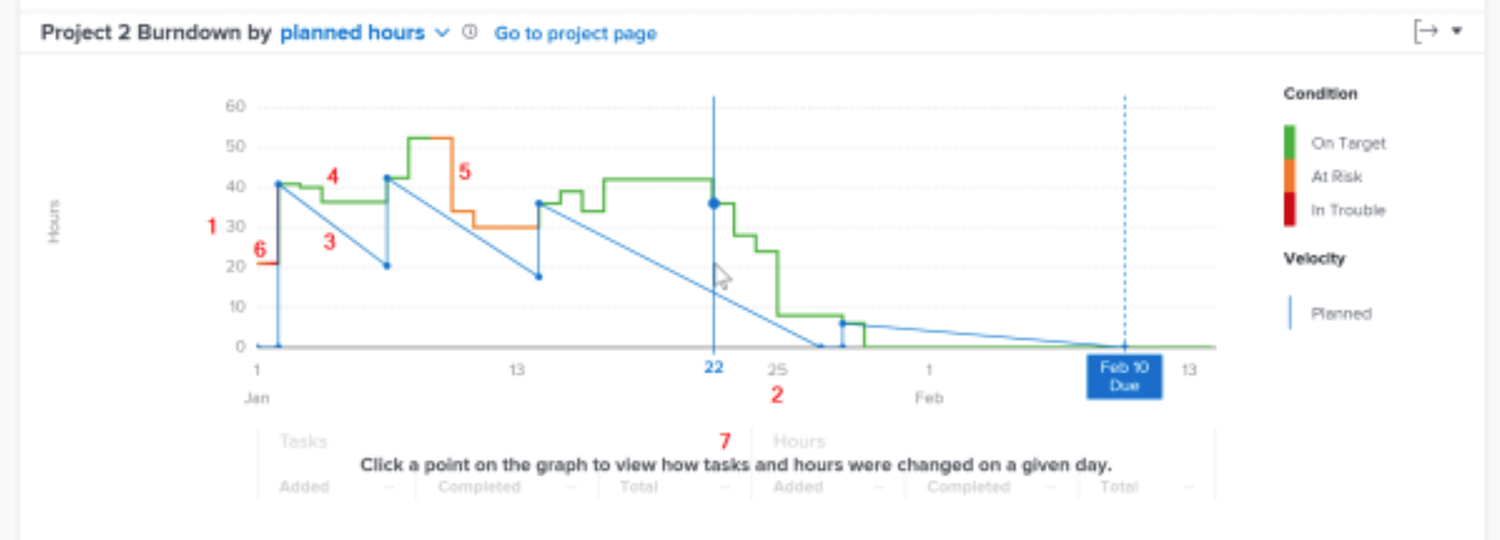 Project 2 Burndown by planned hours Go to project page
Condition
On Target
At Risk
In Trouble
Velocity
Planned
Hours
60
50
40
30
20
10
0
1
2
3
4
5
6
7
1 13 22 25 1 13
Jan Feb
Feb 10
Due
Tasks Hours
Click a point on the graph to view how tasks and hours were changed on a given day.
Added -- Completed -- Total -- Added -- Completed -- Total --